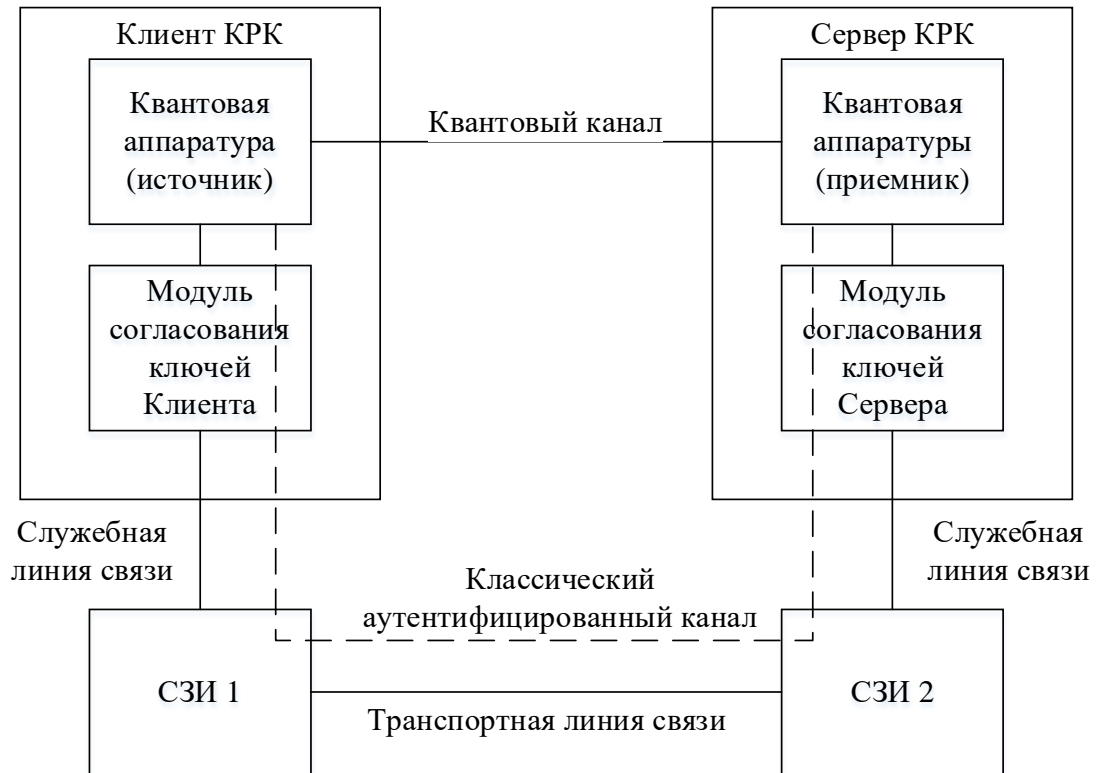 Клиент КРК
Сервер КРК
Квантовая
аппаратура
(источник)
Квантовый канал
Квантовая
аппаратуры
(приемник)
Модуль
согласования
ключей
Клиента
Модуль
согласования
ключей
Сервера
Служебная
линия связи
Служебная
линия связи
Классический
аутентифицированный канал
СЗИ 1
СЗИ 2
Транспортная линия связи